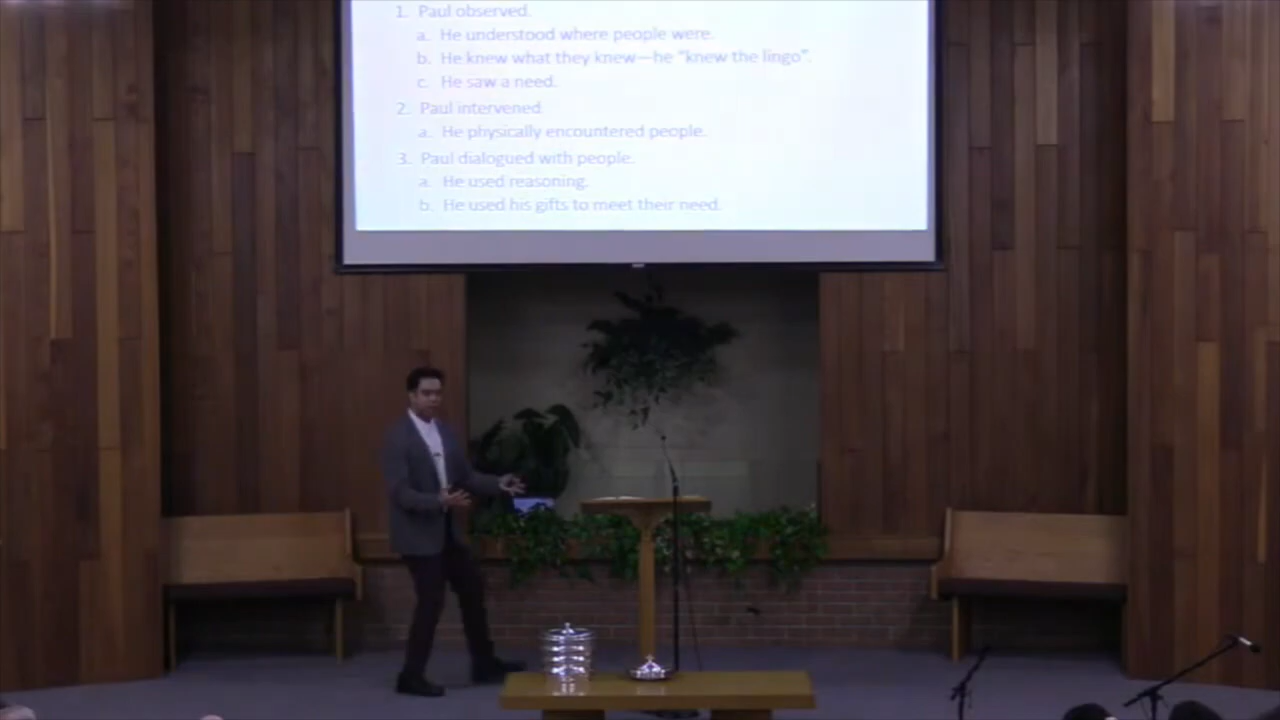 1. Paul observed.
a. He understood where people were.
b. He knew what they knew—he “knew the lingo”.
c. He saw a need.
2. Paul intervened.
a. He physically encountered people.
3. Paul dialogued with people.
a. He used reasoning.
b. He used his gifts to meet their need.